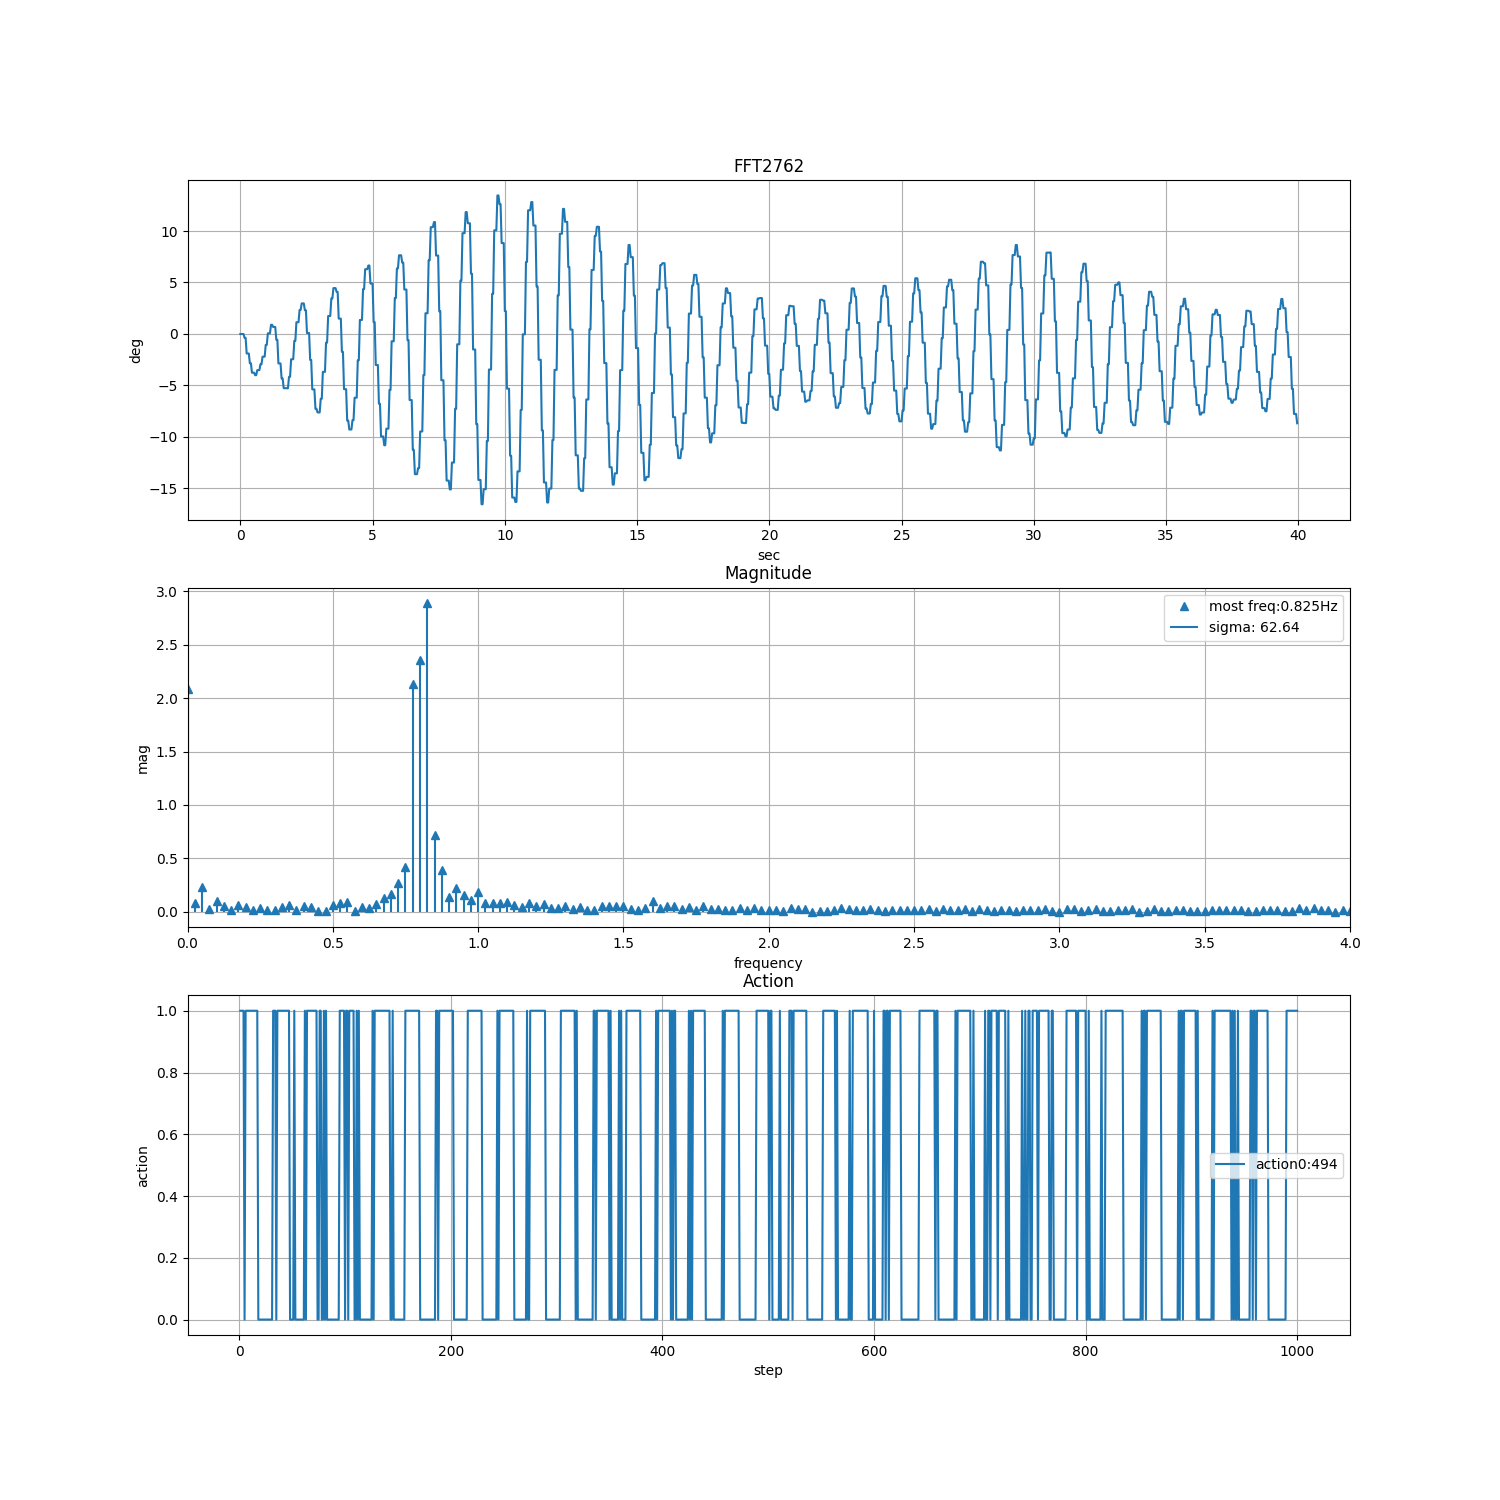 FFT2762
10
5
0
−5
−10
−15
deg
0 5 10 15 20 25 30 35 40
sec
Magnitude
3.0
2.5
2.0
1.5
1.0
0.5
0.0
mag
most freq:0.825Hz
sigma: 62.64
0.0 0.5 1.0 1.5 2.0 2.5 3.0 3.5 4.0
frequency
Action
1.0
0.8
0.6
0.4
0.2
0.0
action
action0:494
0 200 400 600 800 1000
step